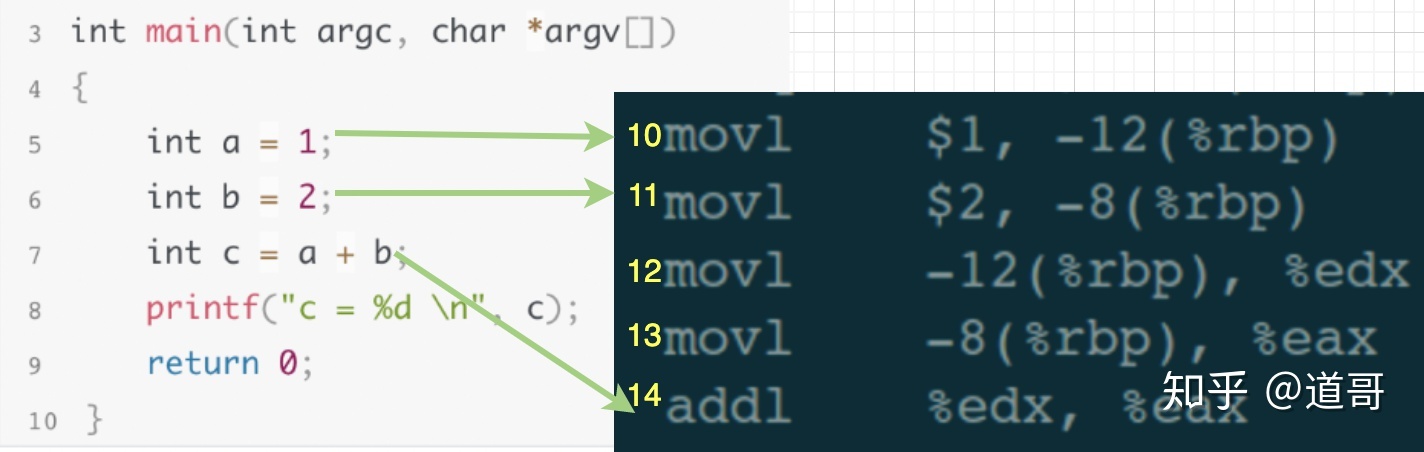 3 int main(int argc, char *argv[])
4 {
5 int a = 1;
6 int b = 2;
7 int c = a + b;
8 printf("c = %d \n", c);
9 return 0;
10 }
10 movl $1, -12(%rbp)
11 movl $2, -8(%rbp)
12 movl -12(%rbp), %edx
13 movl -8(%rbp), %eax
14 addl %edx, %eax
知乎 @道哥